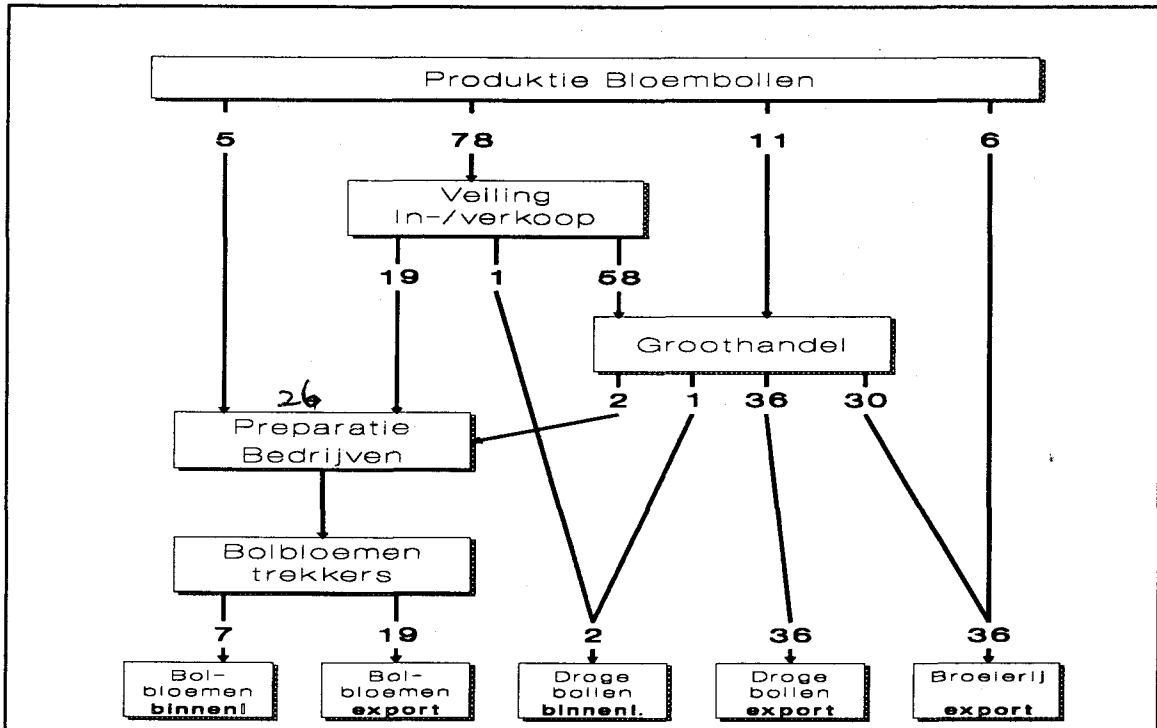 Produktie Bloembollen
5 78 11 6
Veiling
In-/verkoop
19 1 58
Groothandel
2 1 36 30
26
Preparatie
Bedrijven
Bolbloemen
trekkers
7 19 2 36 36
Bol-
bloemen
binnenl
Bol-
bloemen
export
Droge
bollen
binnenl.
Droge
bollen
export
Broeierij
export